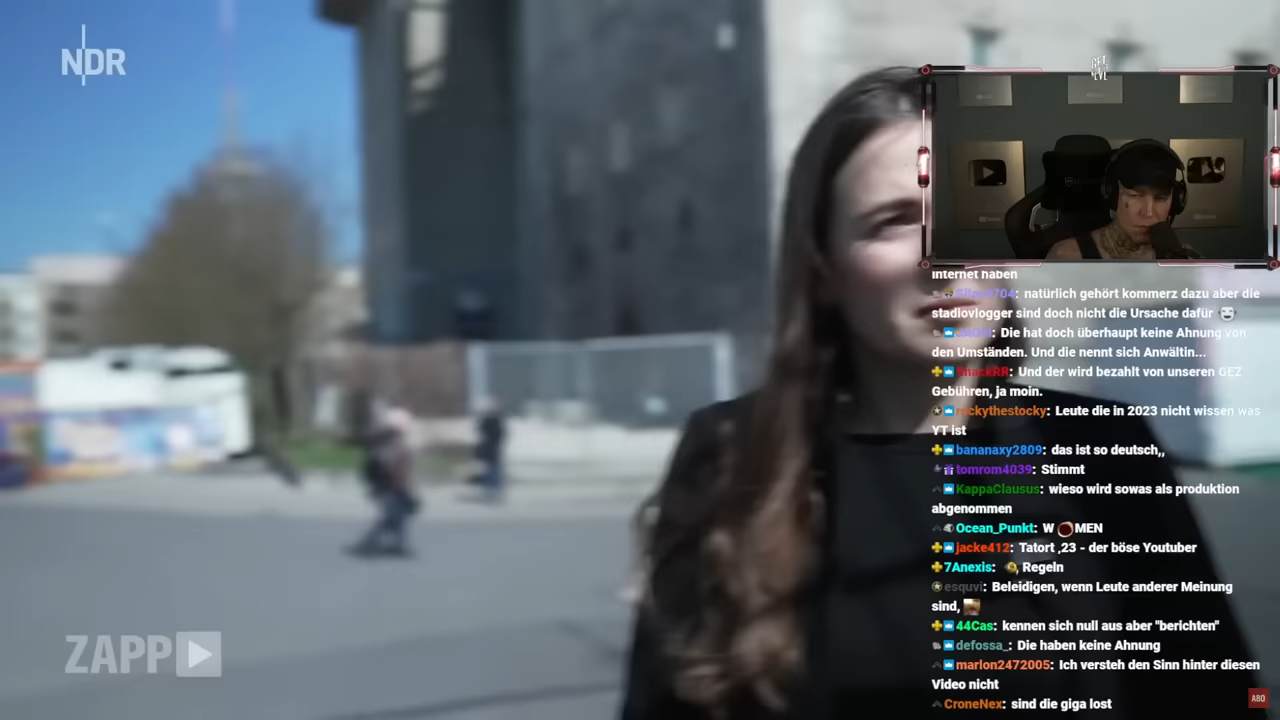 NDR
internet haben
: natürlich gehört kommerz dazu aber die
stadiovlogger sind doch nicht die Ursache dafür
: Die hat doch überhaupt keine Ahnung von
den Umständen. Und die nennt sich Anwältin...
ShackRR: Und der wird bezahlt von unseren GEZ
Gebühren, ja moin.
rockythestocky: Leute die in 2023 nicht wissen was
YT ist
bananaxy2809: das ist so deutsch,,
tomrom4039: Stimmt
KappaClausus: wieso wird sowas als produktion
abgenommen
Ocean_Punkt: W MEN
jacke412: Tatort ,23 - der böse Youtuber
7Anexis: , Regeln
esquvi: Beleidigen, wenn Leute anderer Meinung
sind,
44Cas: kennen sich null aus aber "berichten"
defossa_: Die haben keine Ahnung
marlon2472005: Ich versteh den Sinn hinter diesen
Video nicht
CroneNex: sind die giga lost
ZAPP
ABO